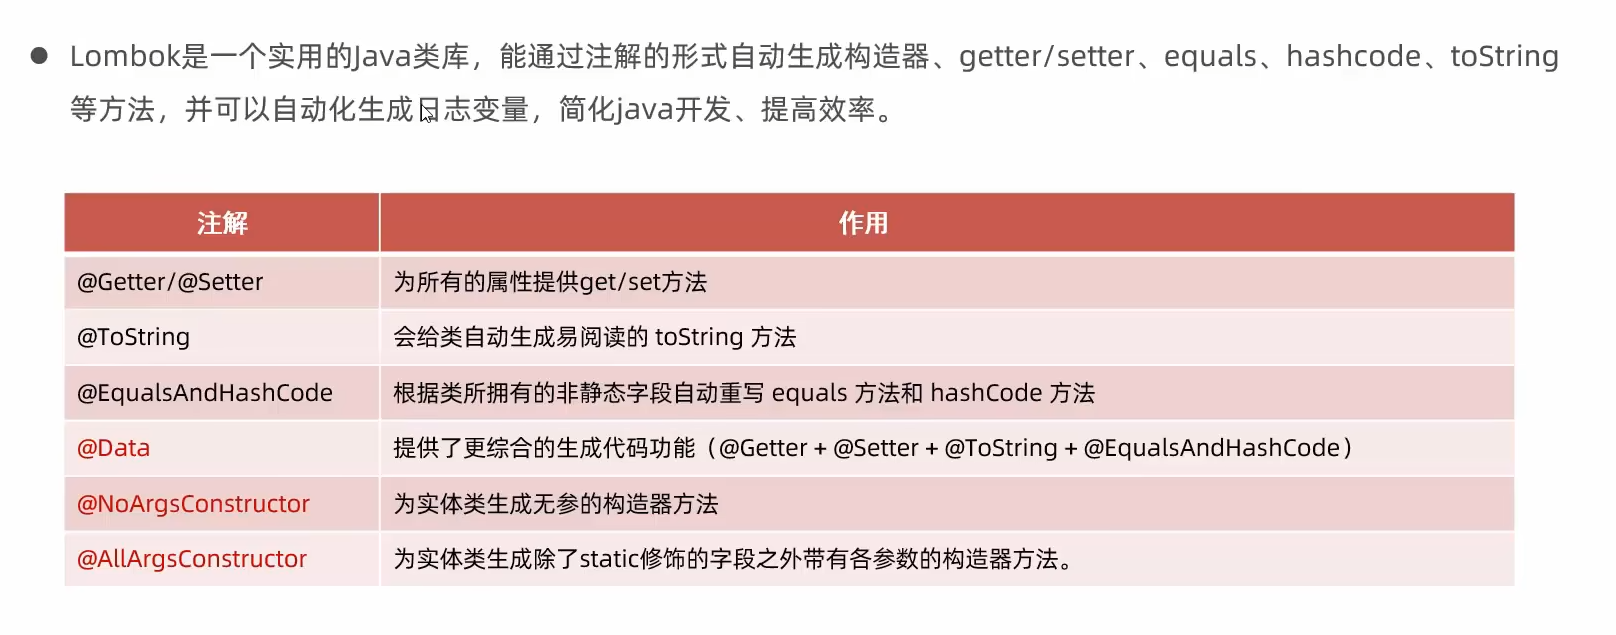 ● Lombok是一个实用的Java类库，能通过注解的形式自动生成构造器、getter/setter、equals、hashcode、toString
等方法，并可以自动化生成日志变量，简化java开发、提高效率。
注解 作用
@Getter/@Setter 为所有的属性提供get/set方法
@ToString 会给类自动生成易阅读的 toString 方法
@EqualsAndHashCode 根据类所拥有的非静态字段自动重写 equals 方法和 hashCode 方法
@Data 提供了更综合的生成代码功能（@Getter + @Setter + @ToString + @EqualsAndHashCode）
@NoArgsConstructor 为实体类生成无参的构造器方法
@AllArgsConstructor 为实体类生成除了static修饰的字段之外带有各参数的构造器方法。